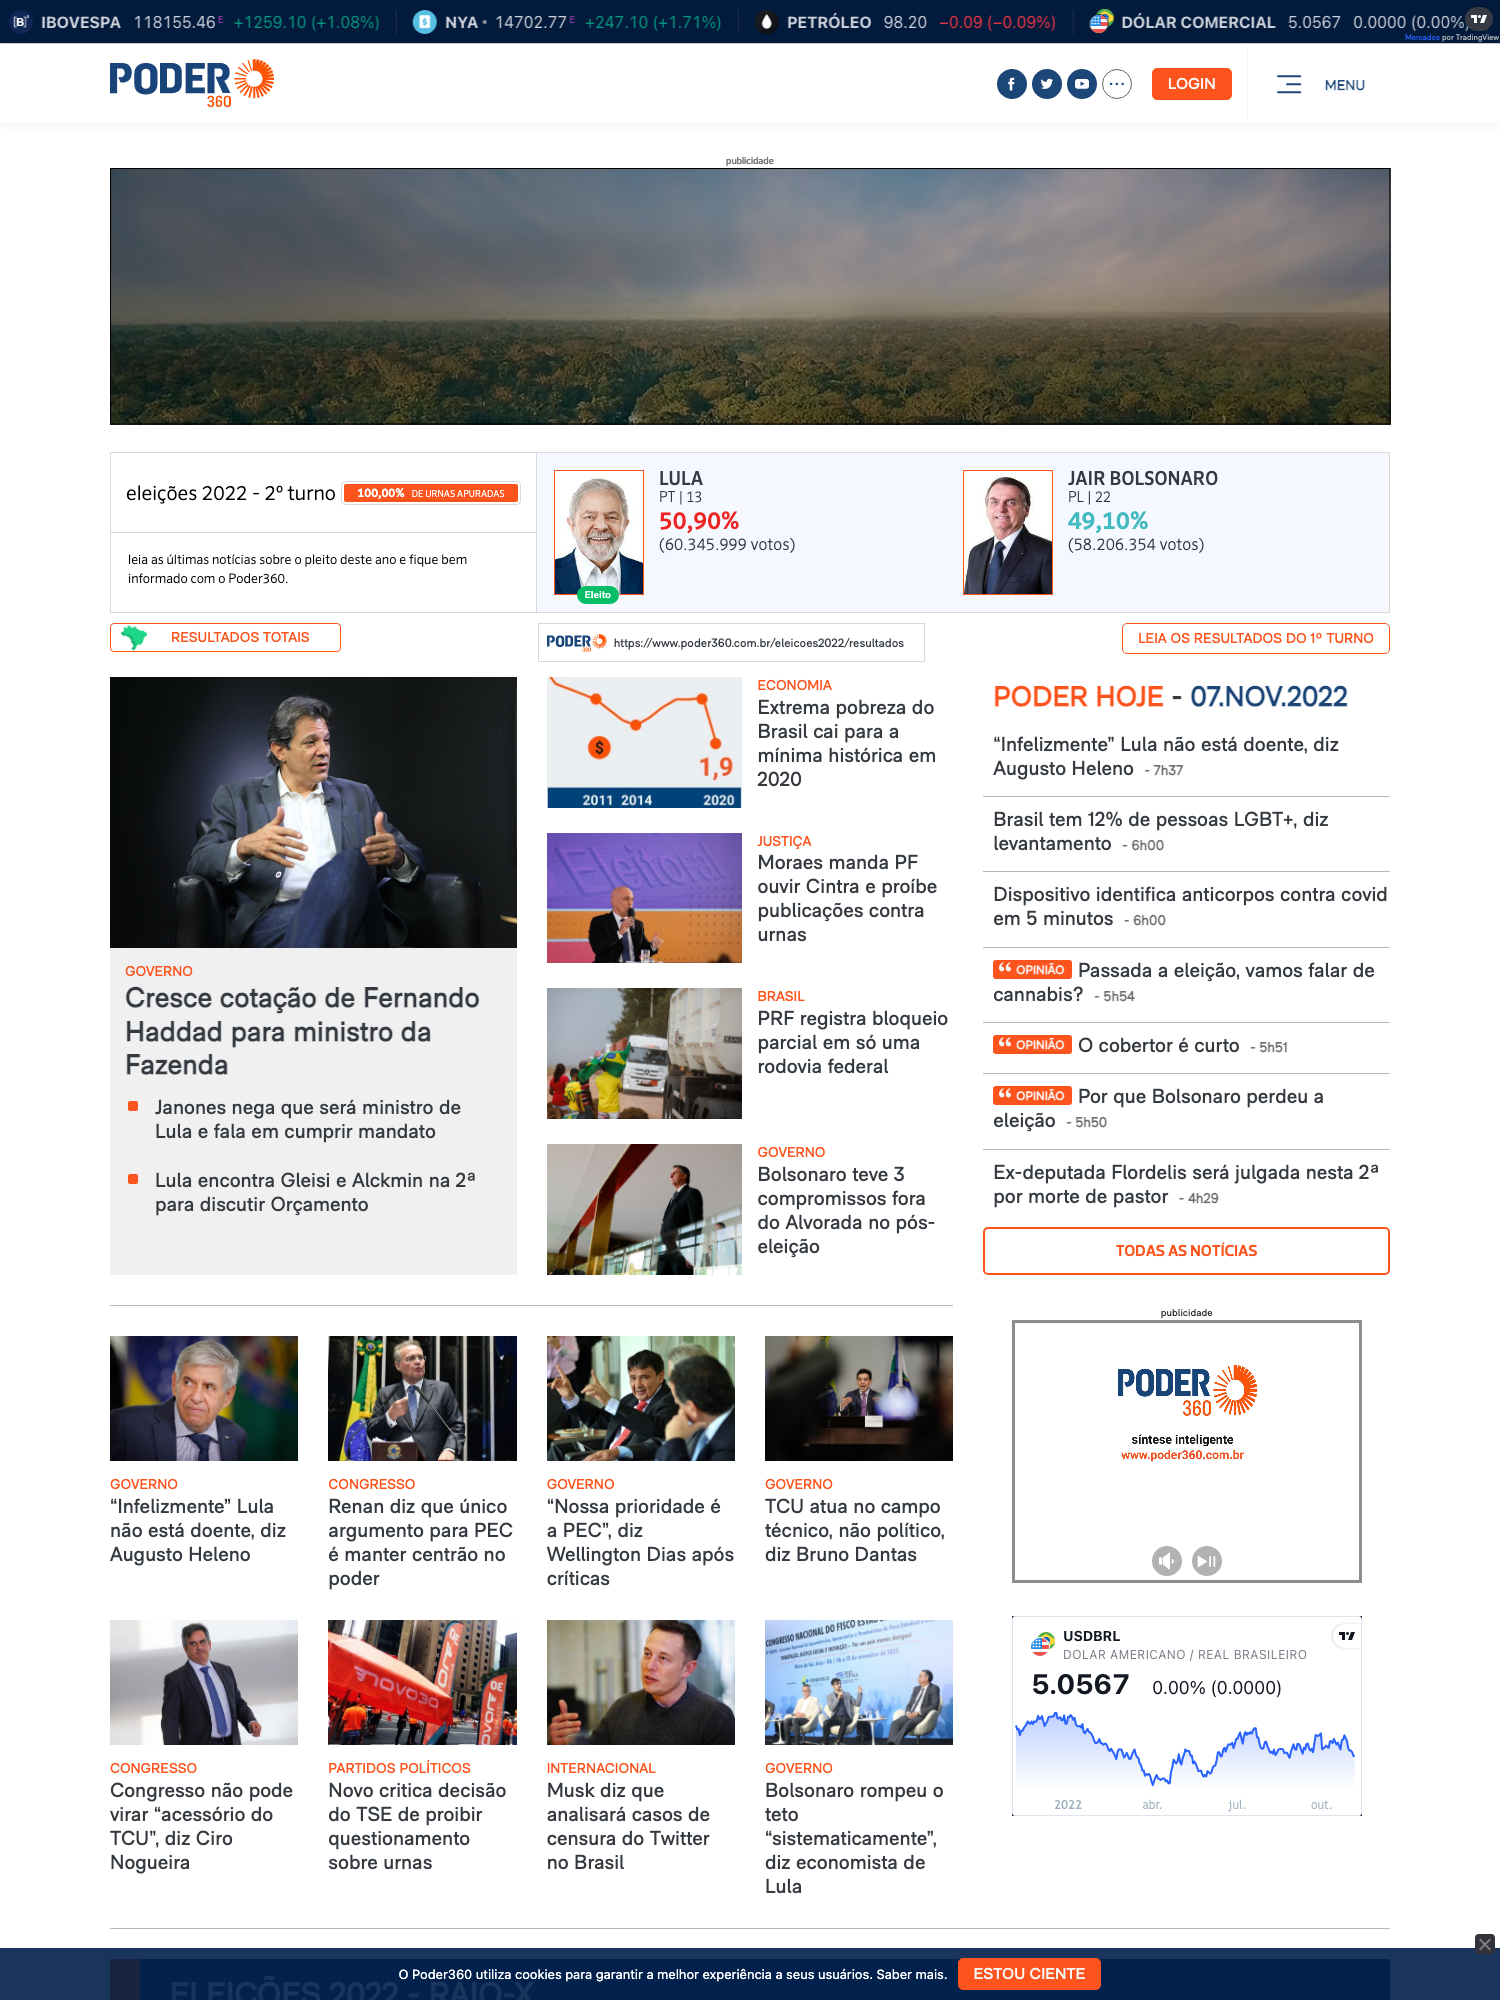 IBOVESPA 118155.46 E +1259.10 (+1.08%) NYA • 14702.77 E +247.10 (+1.71%) PETRÓLEO 98.20 −0.09 (−0.09%) DÓLAR COMERCIAL 5.0567 0.0000 (0.00%)
Mercados por TradingView
PODER 360
LOGIN
MENU
publicidade
eleições 2022 - 2º turno 100,00% DE URNAS APURADAS
leia as últimas notícias sobre o pleito deste ano e fique bem
informado com o Poder360.
LULA
PT | 13
50,90%
(60.345.999 votos)
Eleito
JAIR BOLSONARO
PL | 22
49,10%
(58.206.354 votos)
RESULTADOS TOTAIS
PODER 360 https://www.poder360.com.br/eleicoes2022/resultados
LEIA OS RESULTADOS DO 1º TURNO
GOVERNO
Cresce cotação de Fernando
Haddad para ministro da
Fazenda
Janones nega que será ministro de
Lula e fala em cumprir mandato
Lula encontra Gleisi e Alckmin na 2ª
para discutir Orçamento
$
1,9
2011 2014 2020
ECONOMIA
Extrema pobreza do
Brasil cai para a
mínima histórica em
2020
Eleitora
JUSTIÇA
Moraes manda PF
ouvir Cintra e proíbe
publicações contra
urnas
BRASIL
PRF registra bloqueio
parcial em só uma
rodovia federal
GOVERNO
Bolsonaro teve 3
compromissos fora
do Alvorada no pós-
eleição
PODER HOJE - 07.NOV.2022
“Infelizmente” Lula não está doente, diz
Augusto Heleno - 7h37
Brasil tem 12% de pessoas LGBT+, diz
levantamento - 6h00
Dispositivo identifica anticorpos contra covid
em 5 minutos - 6h00
“ OPINIÃO Passada a eleição, vamos falar de
cannabis? - 5h54
“ OPINIÃO O cobertor é curto - 5h51
“ OPINIÃO Por que Bolsonaro perdeu a
eleição - 5h50
Ex-deputada Flordelis será julgada nesta 2ª
por morte de pastor - 4h29
TODAS AS NOTÍCIAS
GOVERNO
“Infelizmente” Lula
não está doente, diz
Augusto Heleno
CONGRESSO
Renan diz que único
argumento para PEC
é manter centrão no
poder
GOVERNO
“Nossa prioridade é
a PEC”, diz
Wellington Dias após
críticas
GOVERNO
TCU atua no campo
técnico, não político,
diz Bruno Dantas
publicidade
PODER
360
síntese inteligente
www.poder360.com.br
CONGRESSO
Congresso não pode
virar “acessório do
TCU”, diz Ciro
Nogueira
NOVO30
PARTIDOS POLÍTICOS
Novo critica decisão
do TSE de proibir
questionamento
sobre urnas
INTERNACIONAL
Musk diz que
analisará casos de
censura do Twitter
no Brasil
GOVERNO
Bolsonaro rompeu o
teto
“sistematicamente”,
diz economista de
Lula
USDBRL
DOLAR AMERICANO / REAL BRASILEIRO
5.0567 0.00% (0.0000)
2022 abr. jul. out.
ELEIÇÕES 2022 - RAIO-X
O Poder360 utiliza cookies para garantir a melhor experiência a seus usuários. Saber mais. ESTOU CIENTE